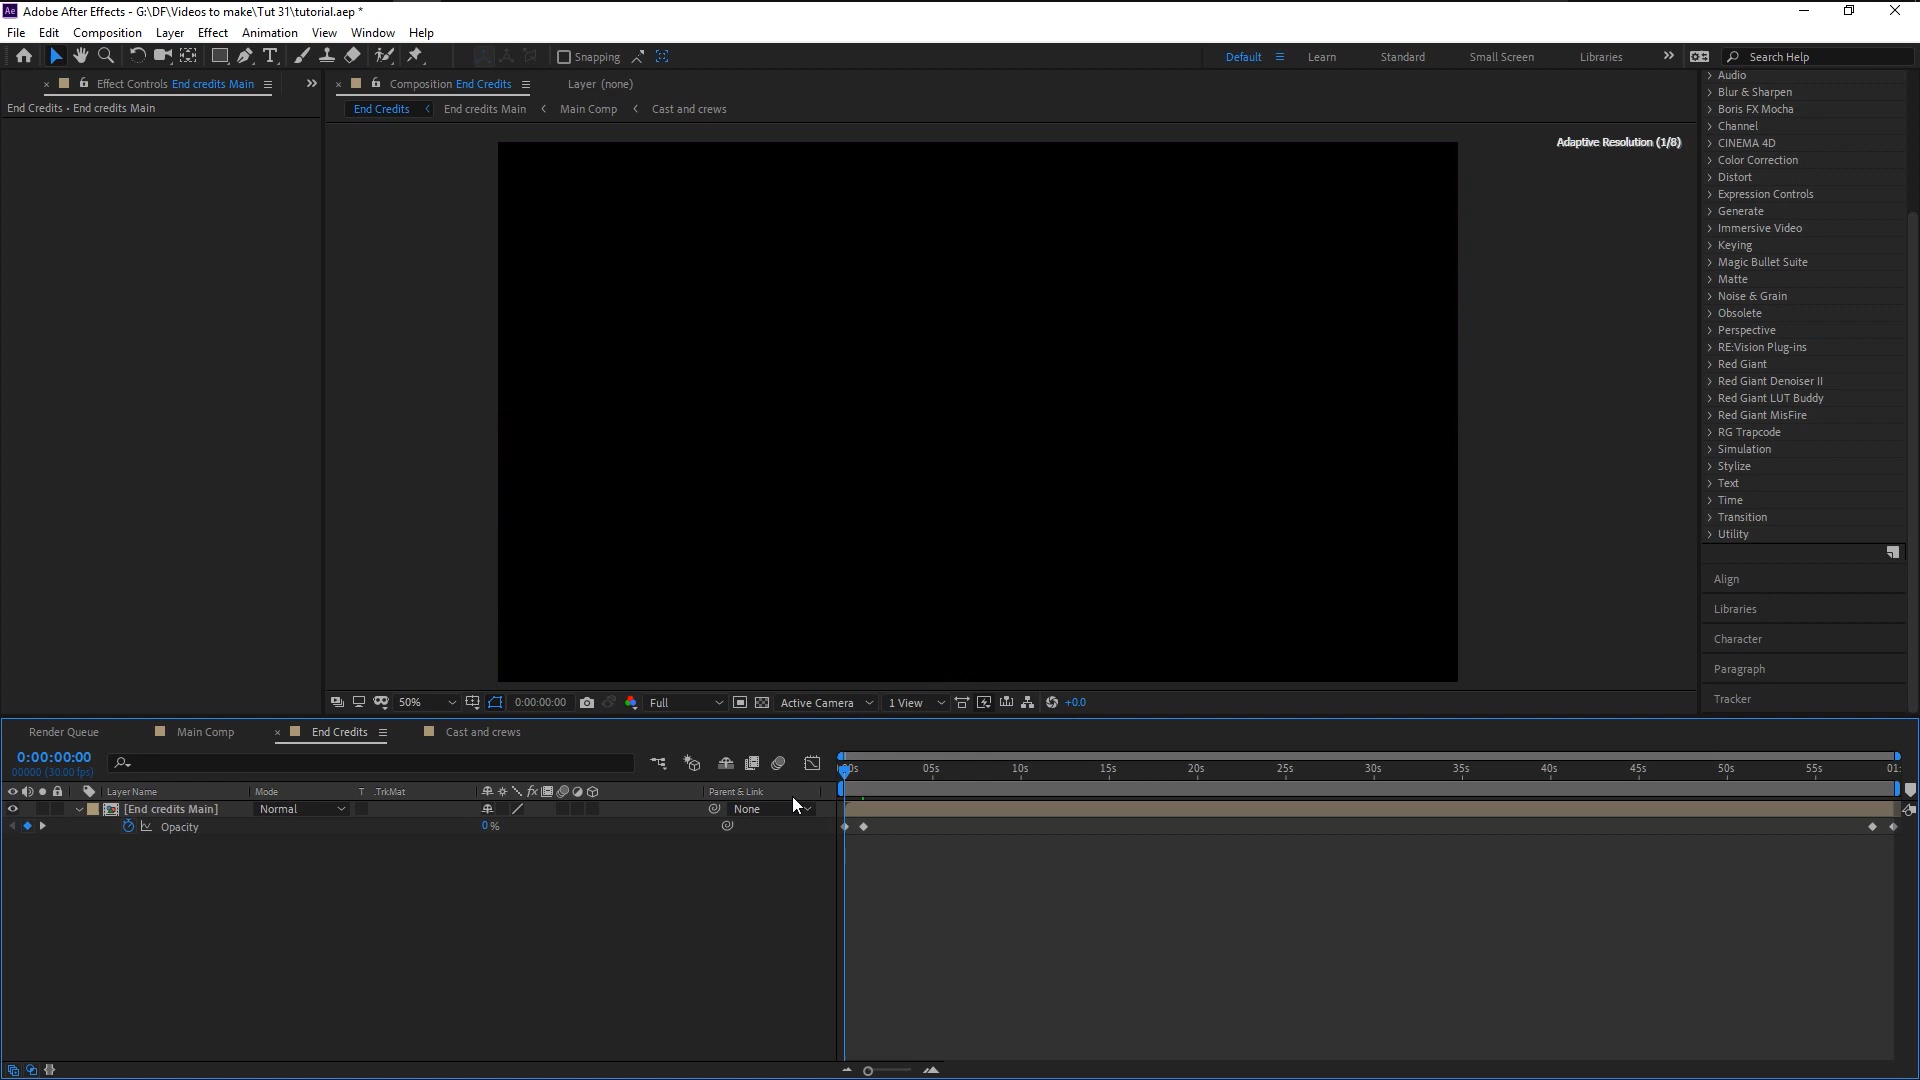 Ae Adobe After Effects - G:\DF\Videos to make\Tut 31\tutorial.aep *
File Edit Composition Layer Effect Animation View Window Help
T Snapping Default Learn Standard Small Screen Libraries Search Help
Effect Controls End credits Main
Composition End Credits
Layer (none)
End Credits • End credits Main
End Credits End credits Main Main Comp Cast and crews
Adaptive Resolution (1/8)
Audio
Blur & Sharpen
Boris FX Mocha
Channel
CINEMA 4D
Color Correction
Distort
Expression Controls
Generate
Immersive Video
Keying
Magic Bullet Suite
Matte
Noise & Grain
Obsolete
Perspective
RE:Vision Plug-ins
Red Giant
Red Giant Denoiser II
Red Giant LUT Buddy
Red Giant MisFire
RG Trapcode
Simulation
Stylize
Text
Time
Transition
Utility
Align
Libraries
Character
Paragraph
Tracker
50% 0:00:00:00 Full Active Camera 1 View +0.0
Render Queue Main Comp End Credits Cast and crews
0:00:00:00
00000 (30.00 fps)
05s 10s 15s 20s 25s 30s 35s 40s 45s 50s 55s 01:
Layer Name Mode T .TrkMat fx Parent & Link
[End credits Main] Normal None
Opacity 0 %